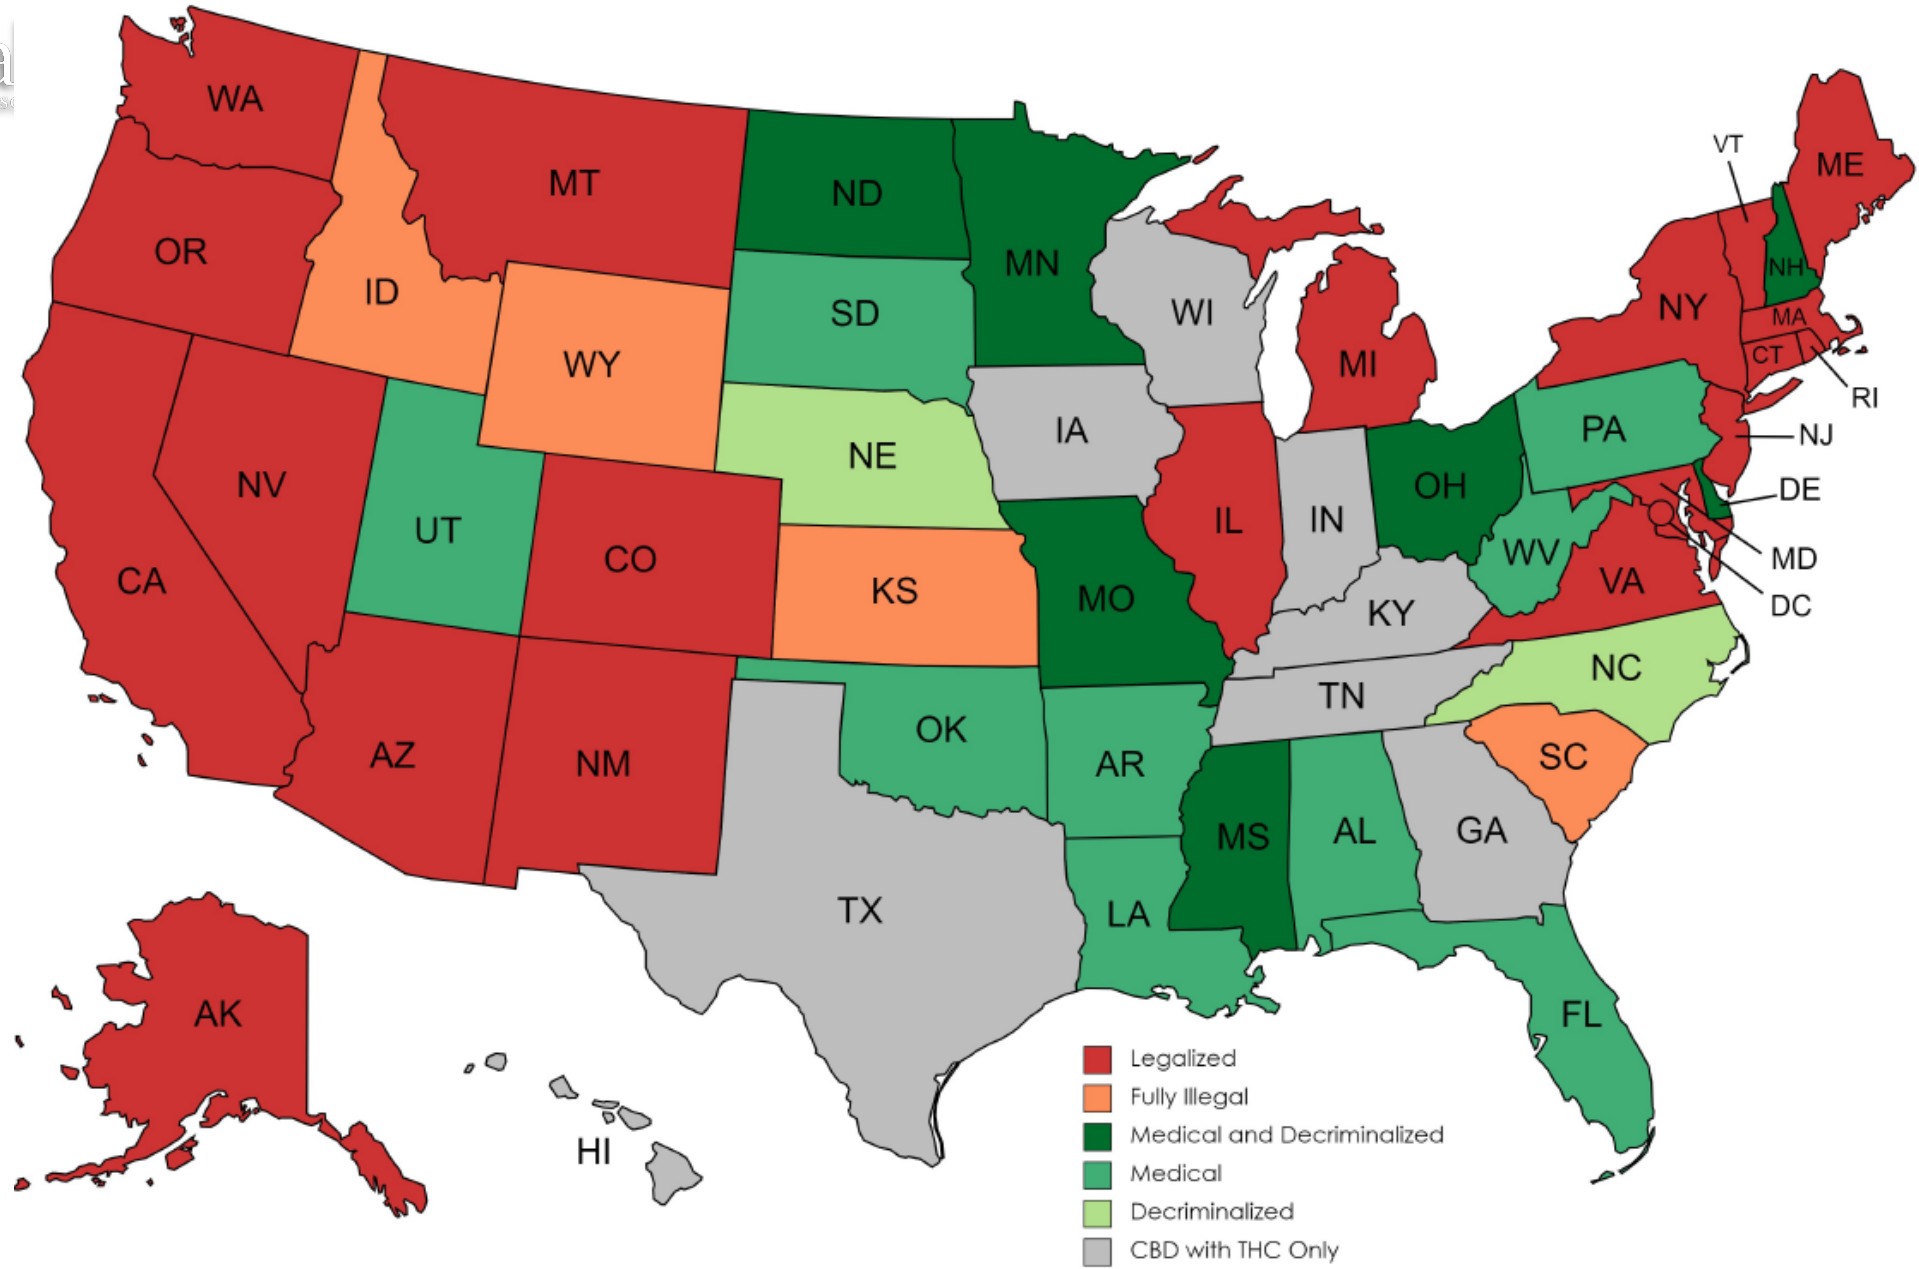 WA
VT
ME
MT
ND
OR
MN
NH
ID
SD
WI
NY
MA
WY
MI
CT
RI
IA
PA
NJ
NE
NV
OH
DE
UT
IL
IN
CO
WV
MD
CA
KS
MO
KY
VA
DC
NC
TN
OK
SC
AZ
NM
AR
MS
AL
GA
TX
LA
AK
FL
HI
Legalized
Fully Illegal
Medical and Decriminalized
Medical
Decriminalized
CBD with THC Only